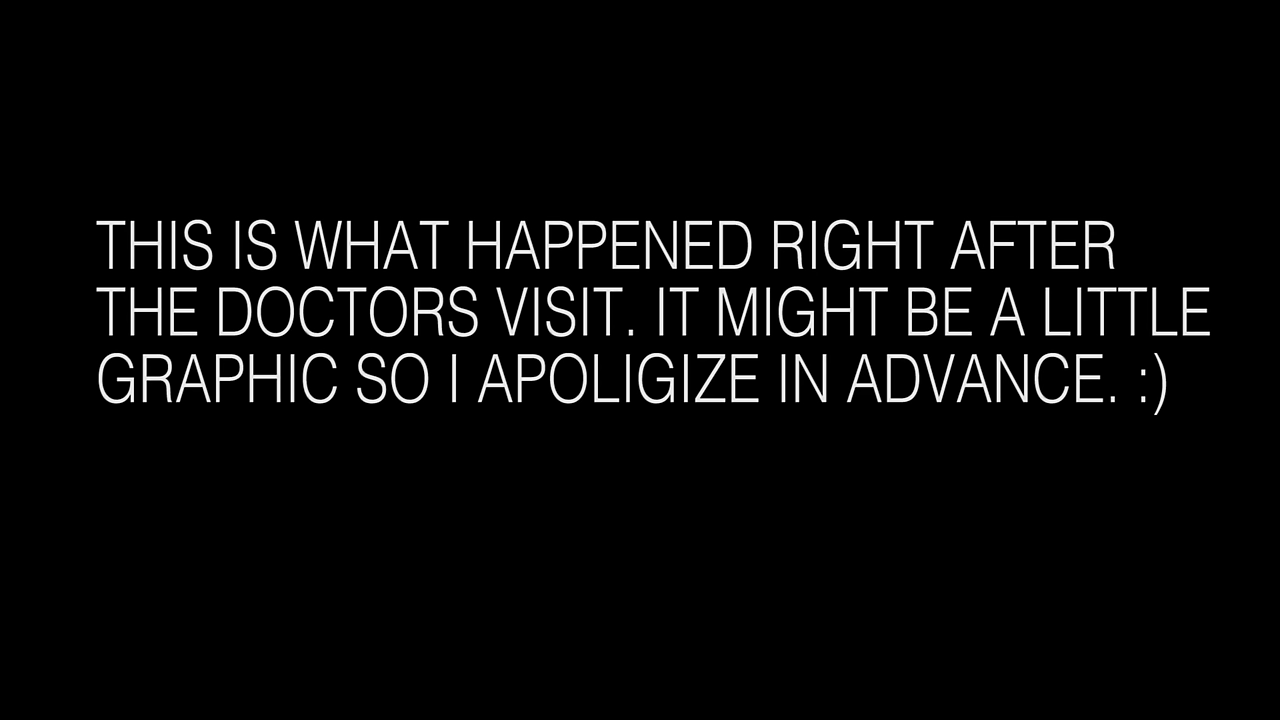 THIS IS WHAT HAPPENED RIGHT AFTER
THE DOCTORS VISIT. IT MIGHT BE A LITTLE
GRAPHIC SO I APOLIGIZE IN ADVANCE. :)